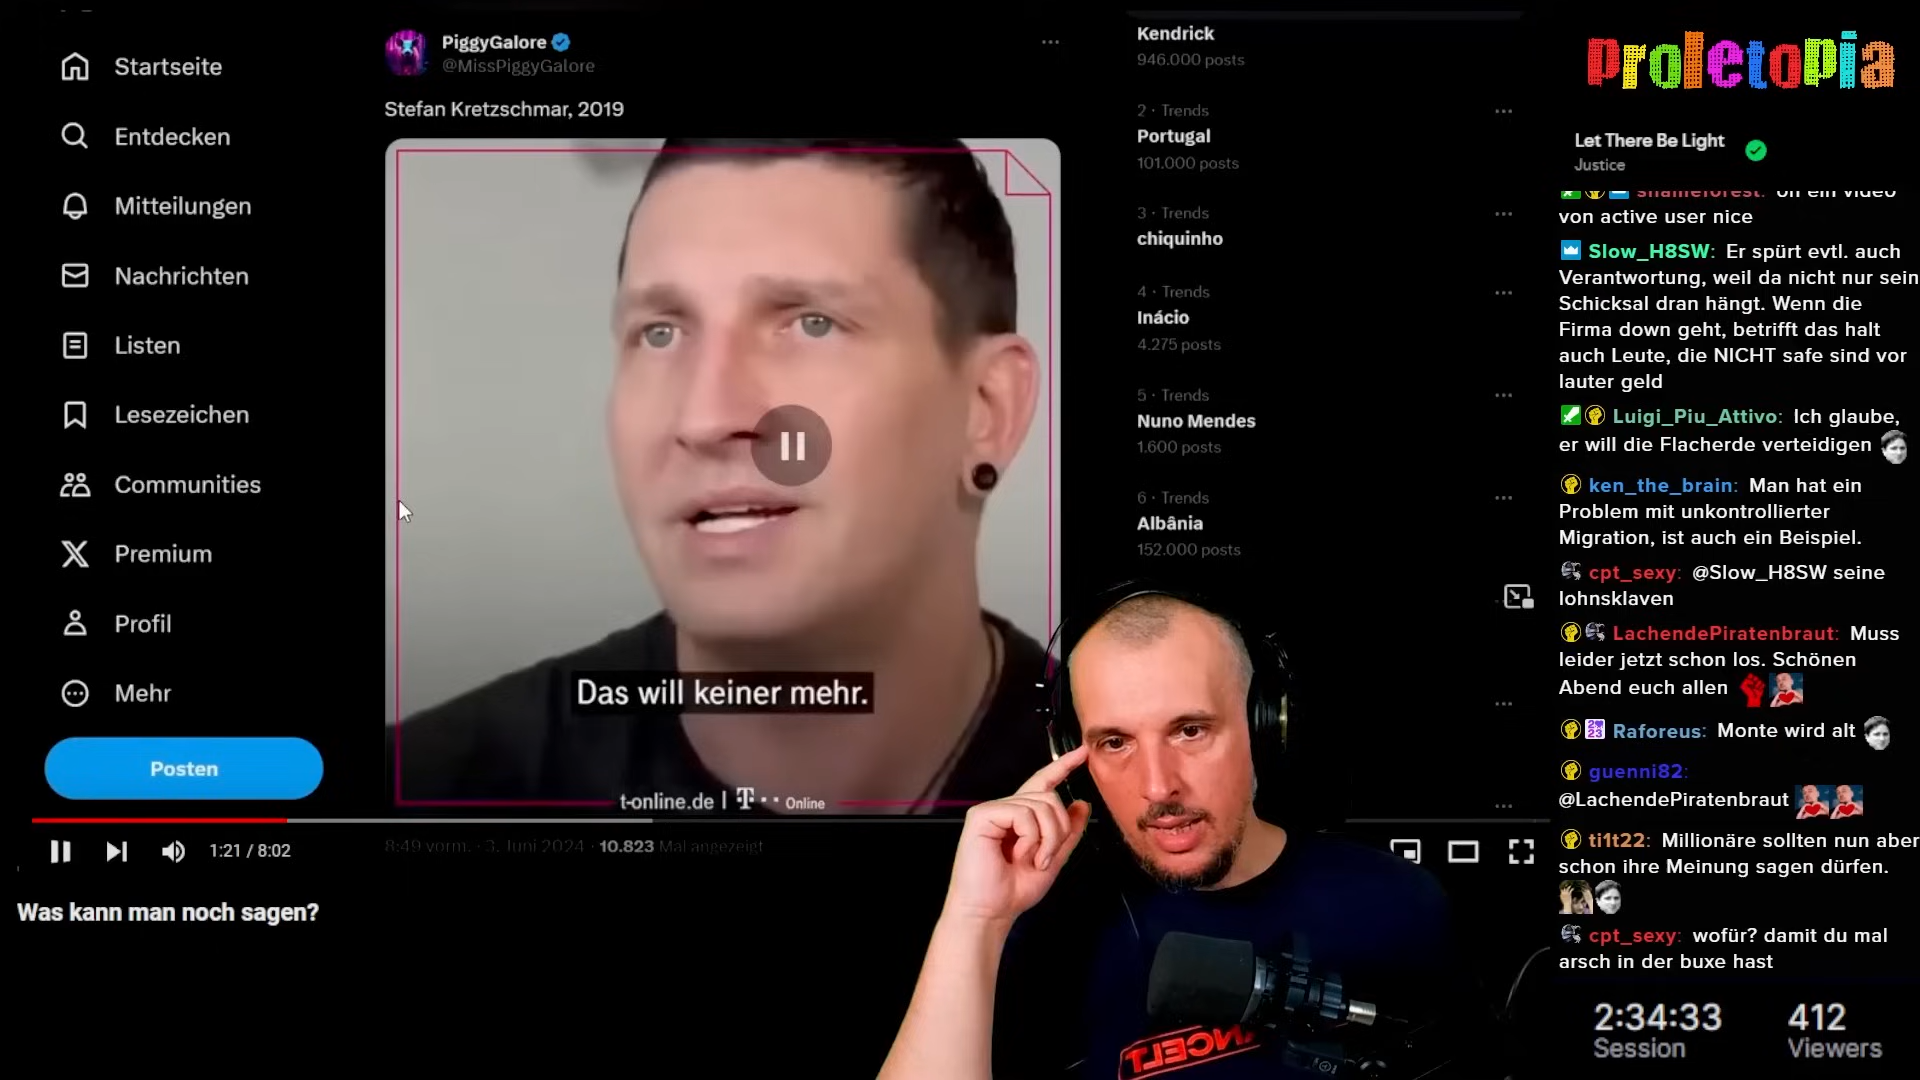 Startseite
Entdecken
Mitteilungen
Nachrichten
Listen
Lesezeichen
Communities
Premium
Profil
Mehr
Posten
PiggyGalore
@MissPiggyGalore
Stefan Kretzschmar, 2019
Das will keiner mehr.
t-online.de | T·· Online
8:49 vorm. · 3. Juni 2024 · 10.823 Mal angezeigt
1:21 / 8:02
Was kann man noch sagen?
Kendrick
946.000 posts
2 · Trends
Portugal
101.000 posts
3 · Trends
chiquinho
4 · Trends
Inácio
4.275 posts
5 · Trends
Nuno Mendes
1.600 posts
6 · Trends
Albânia
152.000 posts
Proletopia
Let There Be Light
Justice
shameforest: oh ein video
von active user nice
Slow_H8SW: Er spürt evtl. auch
Verantwortung, weil da nicht nur sein
Schicksal dran hängt. Wenn die
Firma down geht, betrifft das halt
auch Leute, die NICHT safe sind vor
lauter geld
Luigi_Piu_Attivo: Ich glaube,
er will die Flacherde verteidigen
ken_the_brain: Man hat ein
Problem mit unkontrollierter
Migration, ist auch ein Beispiel.
cpt_sexy: @Slow_H8SW seine
lohnsklaven
LachendePiratenbraut: Muss
leider jetzt schon los. Schönen
Abend euch allen
Raforeus: Monte wird alt
guenni82:
@LachendePiratenbraut
ti1t22: Millionäre sollten nun aber
schon ihre Meinung sagen dürfen.
cpt_sexy: wofür? damit du mal
arsch in der buxe hast
2:34:33
Session
412
Viewers